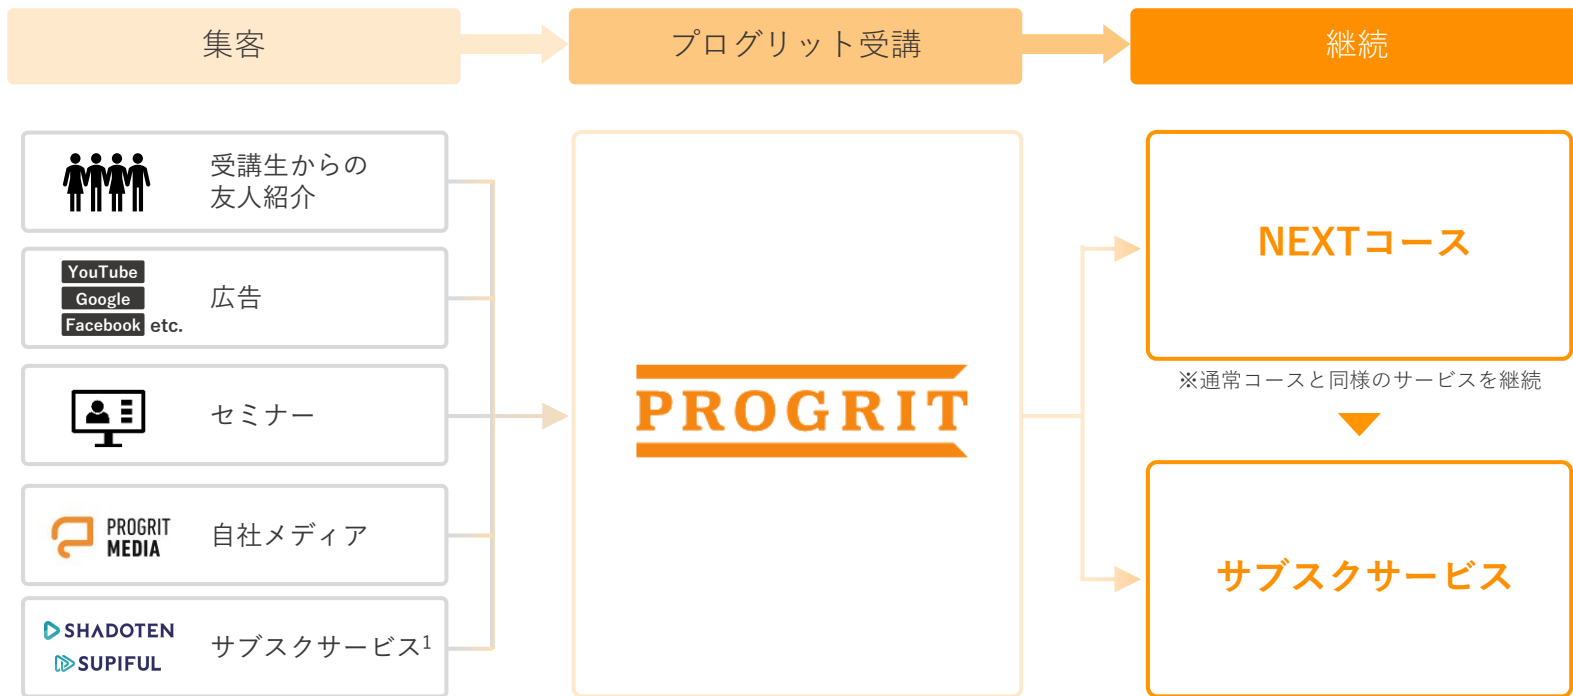 集客
プログリット受講
継続
受講生からの
友人紹介
YouTube
Google
Facebook etc.
広告
セミナー
PROGRIT
MEDIA
自社メディア
SHADOTEN
SUPIFUL
サブスクサービス1
PROGRIT
NEXTコース
※通常コースと同様のサービスを継続
サブスクサービス